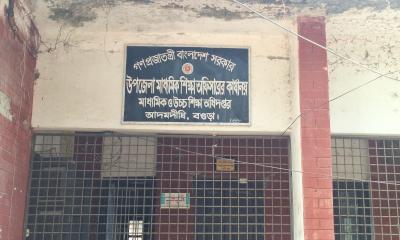 গণপ্রজাতন্ত্রী বাংলাদেশ সরকার
উপজেলা মাধ্যমিক শিক্ষা অফিসারের কার্যালয়
মাধ্যমিক ও উচ্চ শিক্ষা অধিদপ্তর
আদমদীঘি, বগুড়া।